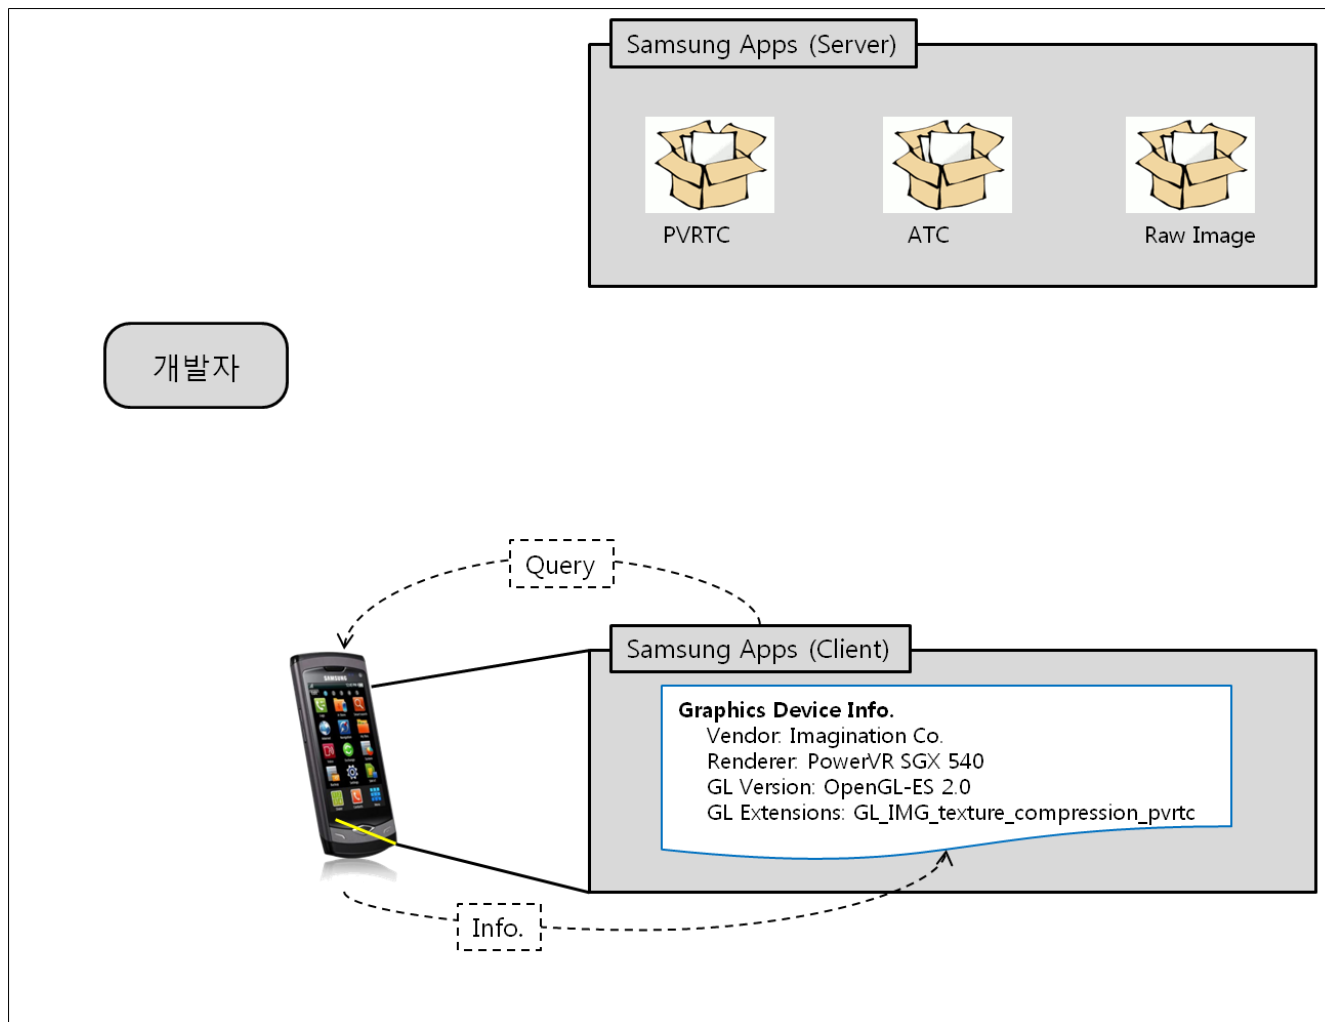 Samsung Apps (Server)
PVRTC
ATC
Raw Image
개발자
Query
Samsung Apps (Client)
SAMSUNG
Graphics Device Info.
Vendor: Imagination Co.
Renderer: PowerVR SGX 540
GL Version: OpenGL-ES 2.0
GL Extensions: GL_IMG_texture_compression_pvrtc
Info.